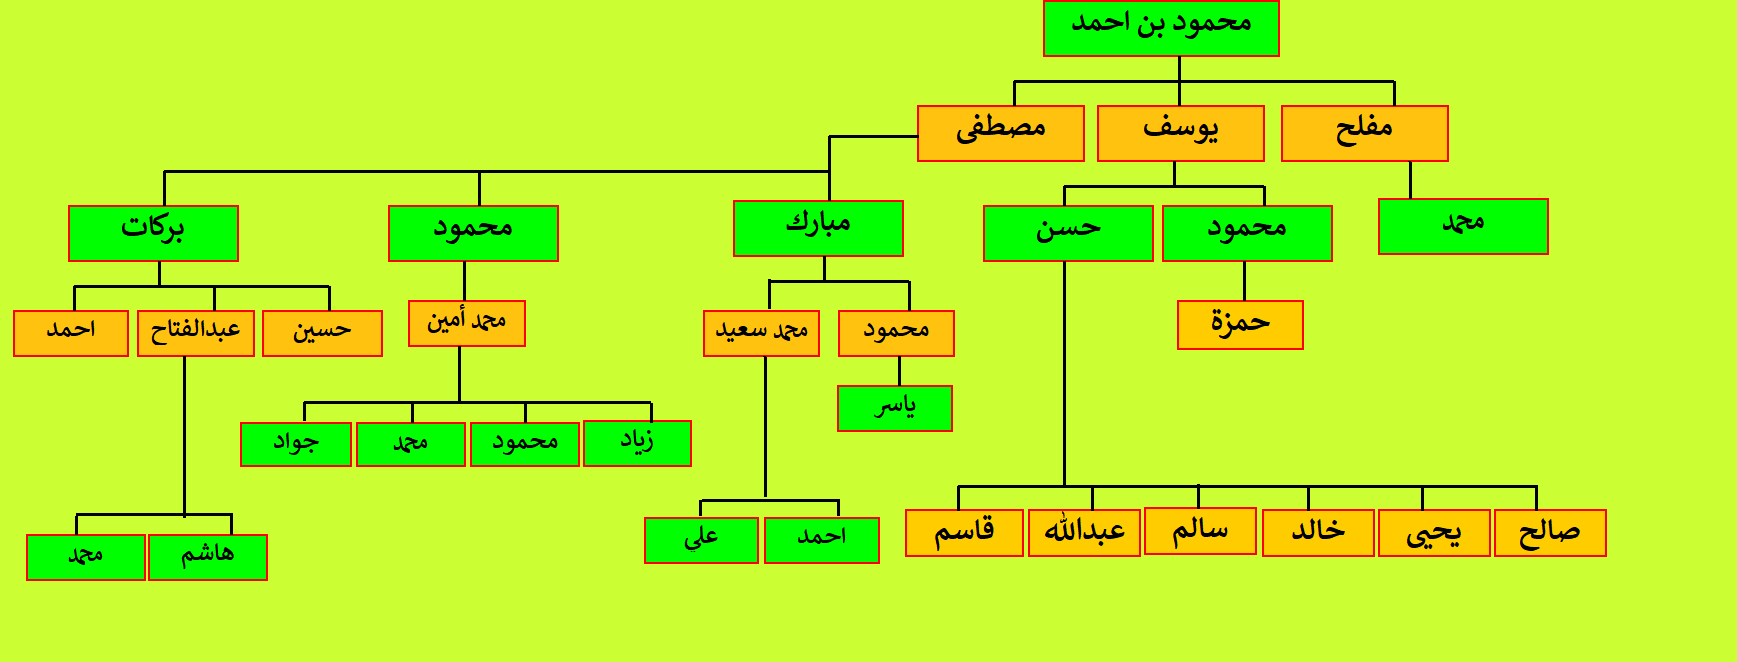 محمود بن احمد
مفلح
يوسف
مصطفى
محمد
محمود
حسن
مبارك
محمود
بركات
حمزة
محمود
محمد سعيد
محمد أمين
حسين
عبدالفتاح
احمد
ياسر
زياد
محمود
محمد
جواد
صالح
يحيى
خالد
سالم
عبدالله
قاسم
احمد
علي
هاشم
محمد